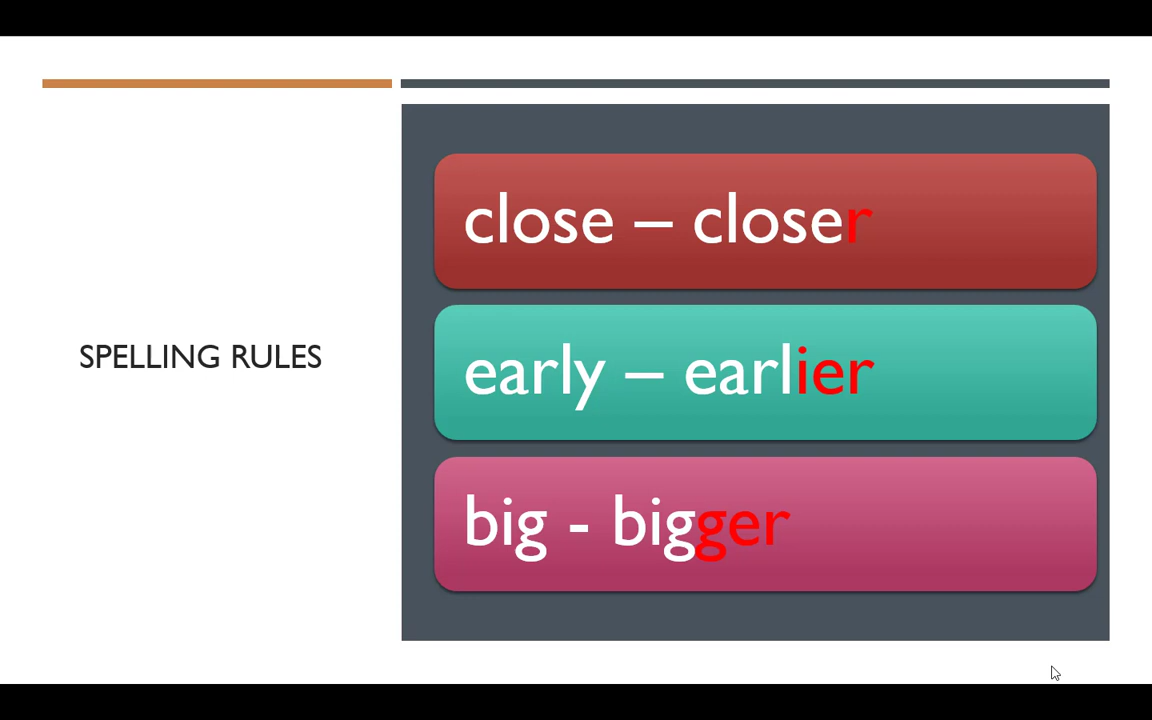 SPELLING RULES
close – closer
early – earlier
big - bigger